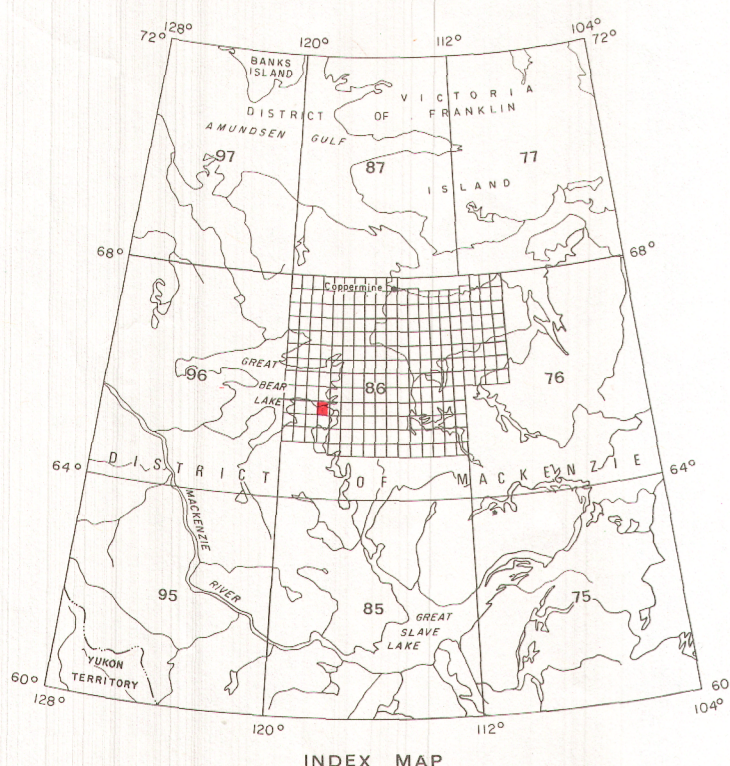 128° 120° 112° 104°
72° 72°
BANKS
ISLAND
VICTORIA
DISTRICT OF FRANKLIN
AMUNDSEN GULF
97 87 77
ISLAND
68° 68°
Coppermine
GREAT
96 86 76
BEAR
LAKE
DISTRICT OF MACKENZIE
64° 64°
MACKENZIE
RIVER
95 85 75
GREAT
SLAVE
LAKE
YUKON
TERRITORY
60° 60
128° 104°
120° 112°
INDEX MAP